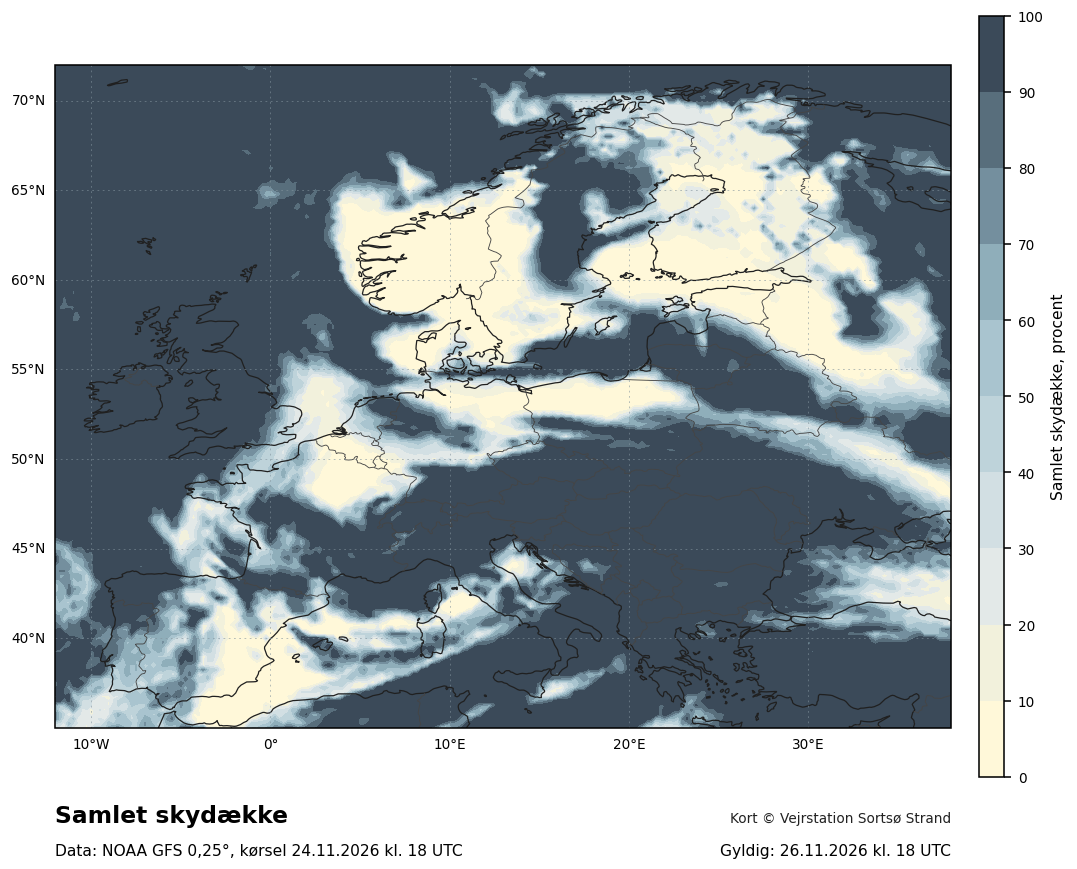 70°N
65°N
60°N
55°N
50°N
45°N
40°N
10°W
0°
10°E
20°E
30°E
100
90
80
70
60
50
40
30
20
10
0
Samlet skydække, procent
Samlet skydække
Kort © Vejrstation Sortsø Strand
Data: NOAA GFS 0,25°, kørsel 24.11.2026 kl. 18 UTC
Gyldig: 26.11.2026 kl. 18 UTC